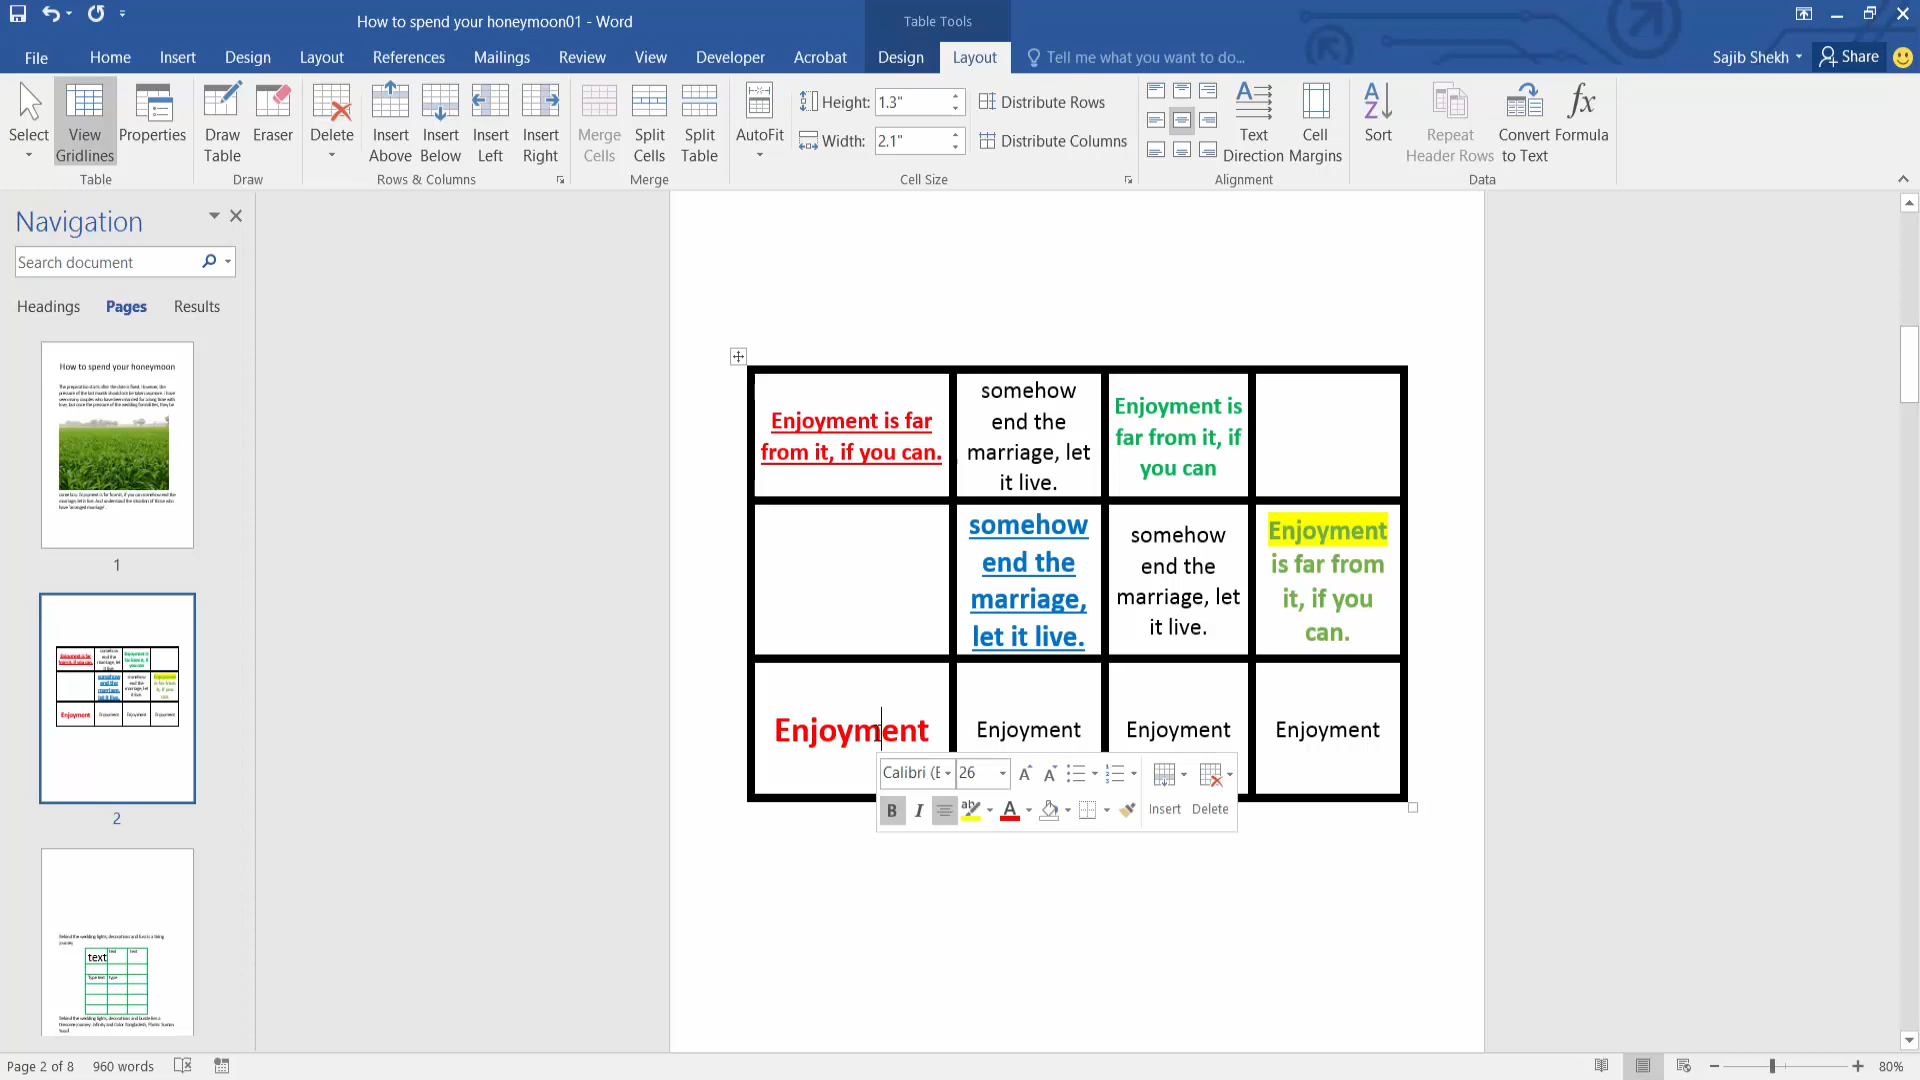 How to spend your honeymoon01 - Word
Table Tools
File Home Insert Design Layout References Mailings Review View Developer Acrobat Design Layout Tell me what you want to do... Sajib Shekh Share
Select View Gridlines Properties Draw Table Eraser Delete Insert Above Insert Below Insert Left Insert Right Merge Cells Split Cells Split Table AutoFit Height: 1.3" Width: 2.1" Distribute Rows Distribute Columns Text Direction Cell Margins Sort Repeat Header Rows Convert to Text Formula
Table Draw Rows & Columns Merge Cell Size Alignment Data
Navigation
Search document
Headings Pages Results
How to spend your honeymoon
1
2
text
Enjoyment is far
from it, if you can.
somehow
end the
marriage, let
it live.
Enjoyment is
far from it, if
you can
somehow
end the
marriage,
let it live.
somehow
end the
marriage, let
it live.
Enjoyment
is far from
it, if you
can.
Enjoyment Enjoyment Enjoyment Enjoyment
Calibri (E 26
B I A Insert Delete
Page 2 of 8 960 words 80%